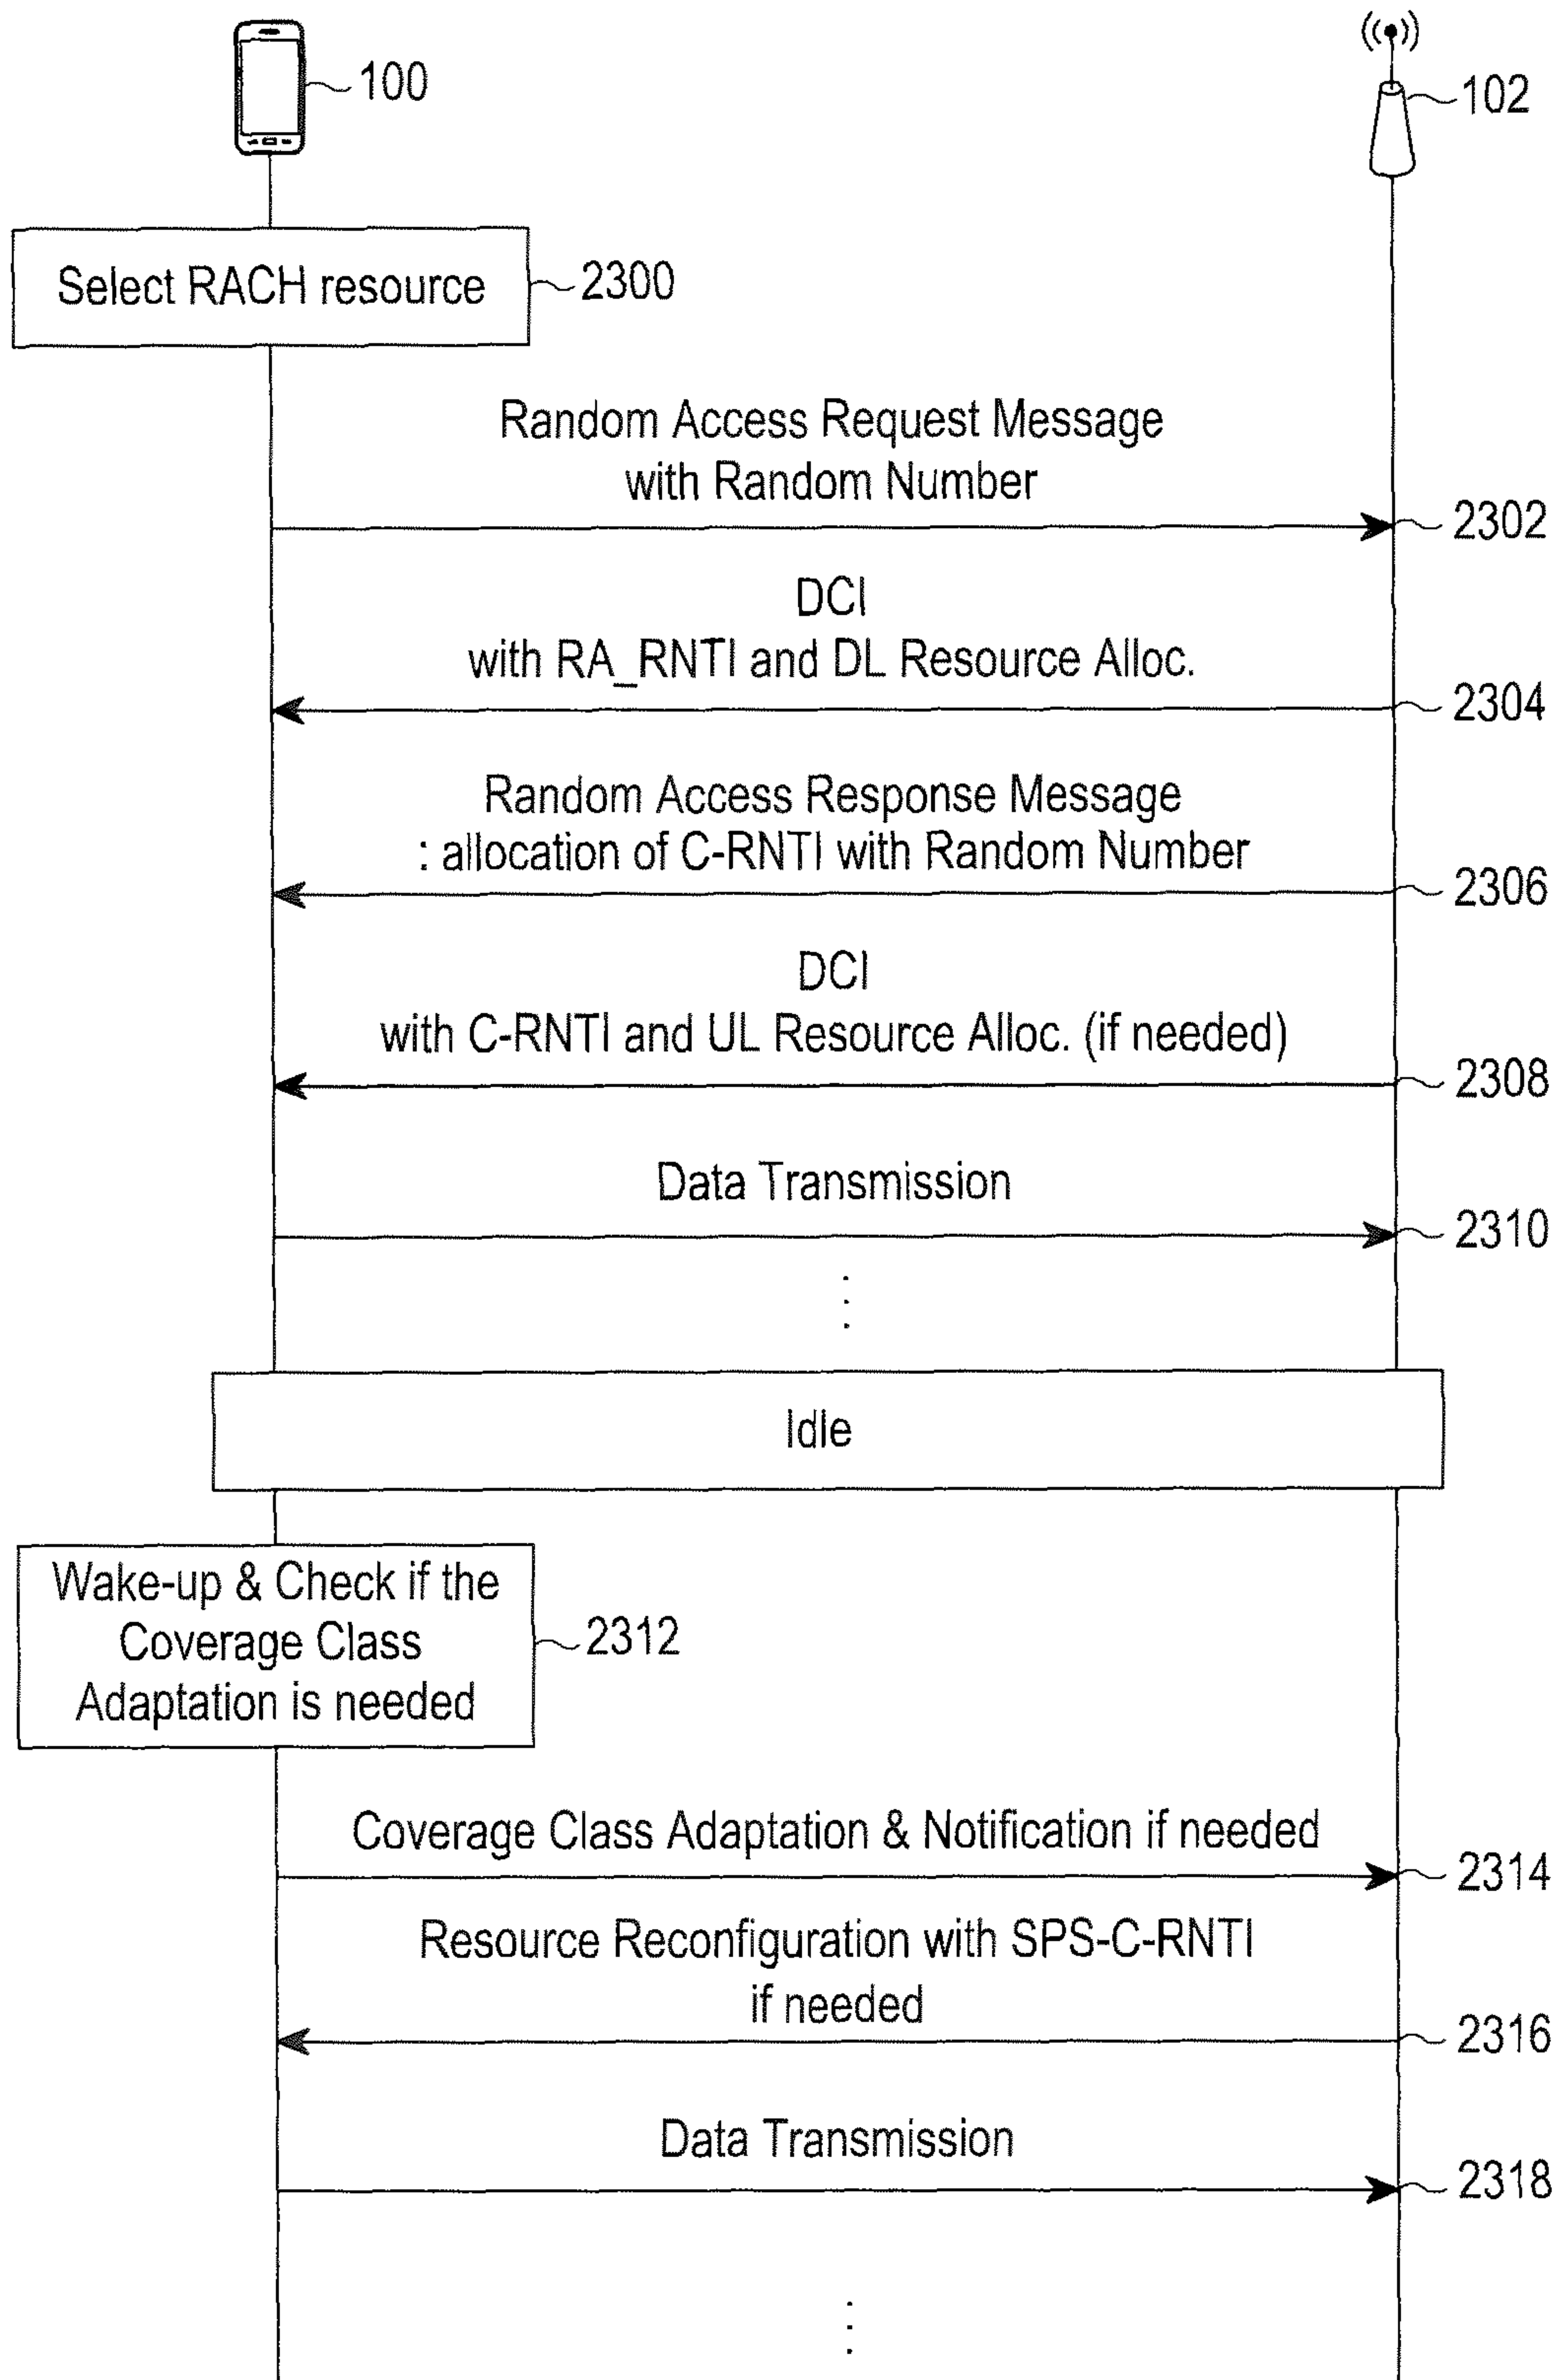 100
102
Select RACH resource
2300
Random Access Request Message
with Random Number
2302
DCI
with RA_RNTI and DL Resource Alloc.
2304
Random Access Response Message
: allocation of C-RNTI with Random Number
2306
DCI
with C-RNTI and UL Resource Alloc. (if needed)
2308
Data Transmission
2310
Idle
Wake-up & Check if the
Coverage Class
Adaptation is needed
2312
Coverage Class Adaptation & Notification if needed
2314
Resource Reconfiguration with SPS-C-RNTI
if needed
2316
Data Transmission
2318